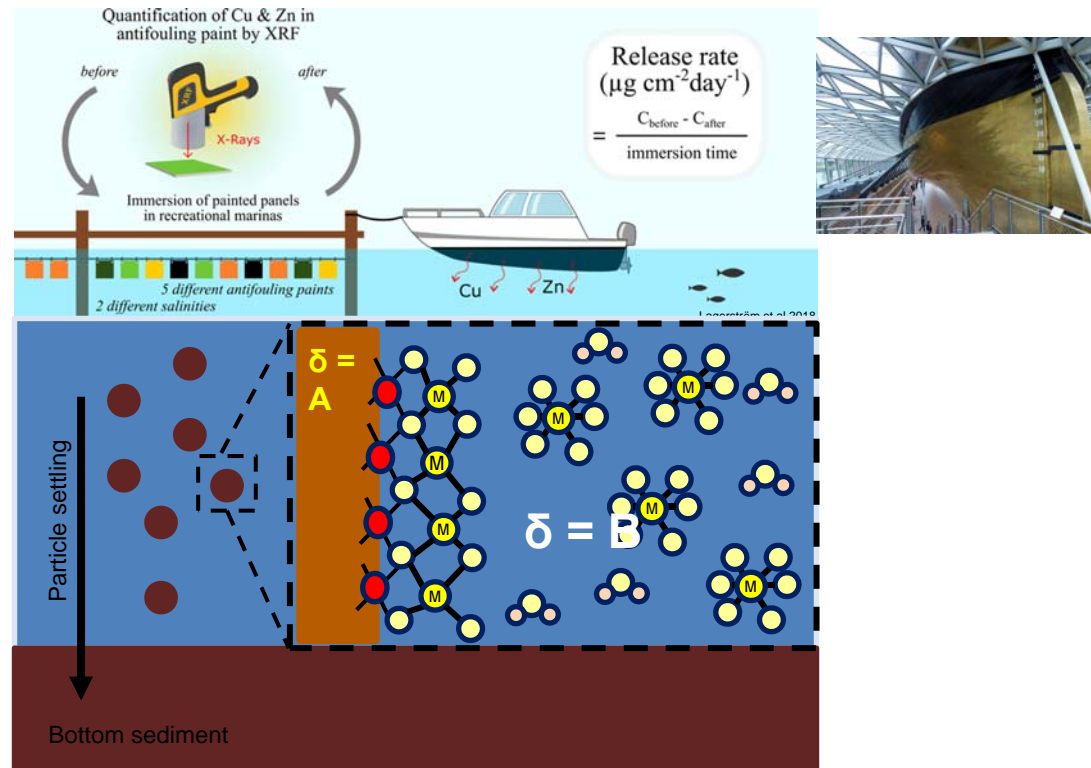 Quantification of Cu & Zn in
antifouling paint by XRF
before
after
XRF
X-Rays
Immersion of painted panels
in recreational marinas
Release rate
(µg cm-2day-1)
= Cbefore - Cafter
immersion time
5 different antifouling paints
2 different salinities
Cu
Zn
Lagerström et al 2018
Particle settling
δ =
A
M
M
M
M
M
M
M
M
δ = B
Bottom sediment